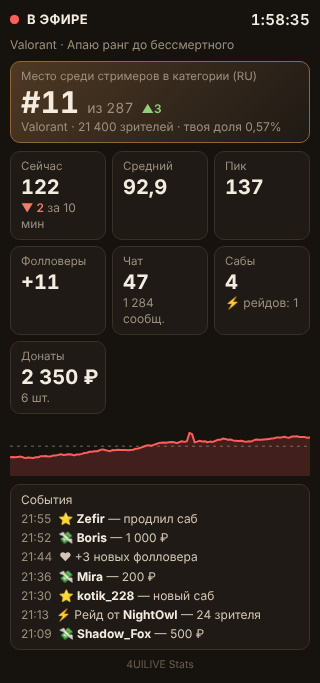 В ЭФИРЕ 1:58:35
Valorant · Апаю ранг до бессмертного
Место среди стримеров в категории (RU)
#11 из 287 ▲3
Valorant · 21 400 зрителей · твоя доля 0,57%
Сейчас
122
▼ 2 за 10
мин
Средний
92,9
Пик
137
Фолловеры
+11
Чат
47
1 284
сообщ.
Сабы
4
⚡ рейдов: 1
Донаты
2 350 ₽
6 шт.
События
21:55 ⭐ Zefir — продлил саб
21:52 💸 Boris — 1 000 ₽
21:44 ❤ +3 новых фолловера
21:36 💸 Mira — 200 ₽
21:30 ⭐ kotik_228 — новый саб
21:13 ⚡ Рейд от NightOwl — 24 зрителя
21:09 💸 Shadow_Fox — 500 ₽
4UILIVE Stats